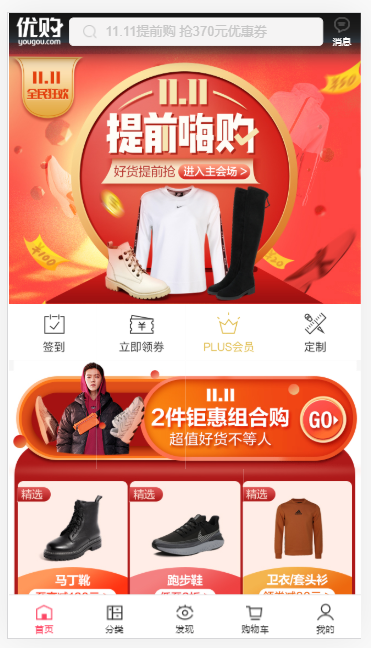 优购
yougou.com
11.11提前购 抢370元优惠券
消息
11.11
全民狂欢
¥50
11.11
提前嗨购
好货提前抢 进入主会场 >
¥100
¥200
签到
立即领券
PLUS会员
定制
11.11
2件钜惠组合购
超值好货不等人
GO
精选
精选
精选
马丁靴
跑步鞋
卫衣/套头衫
首页
分类
发现
购物车
我的